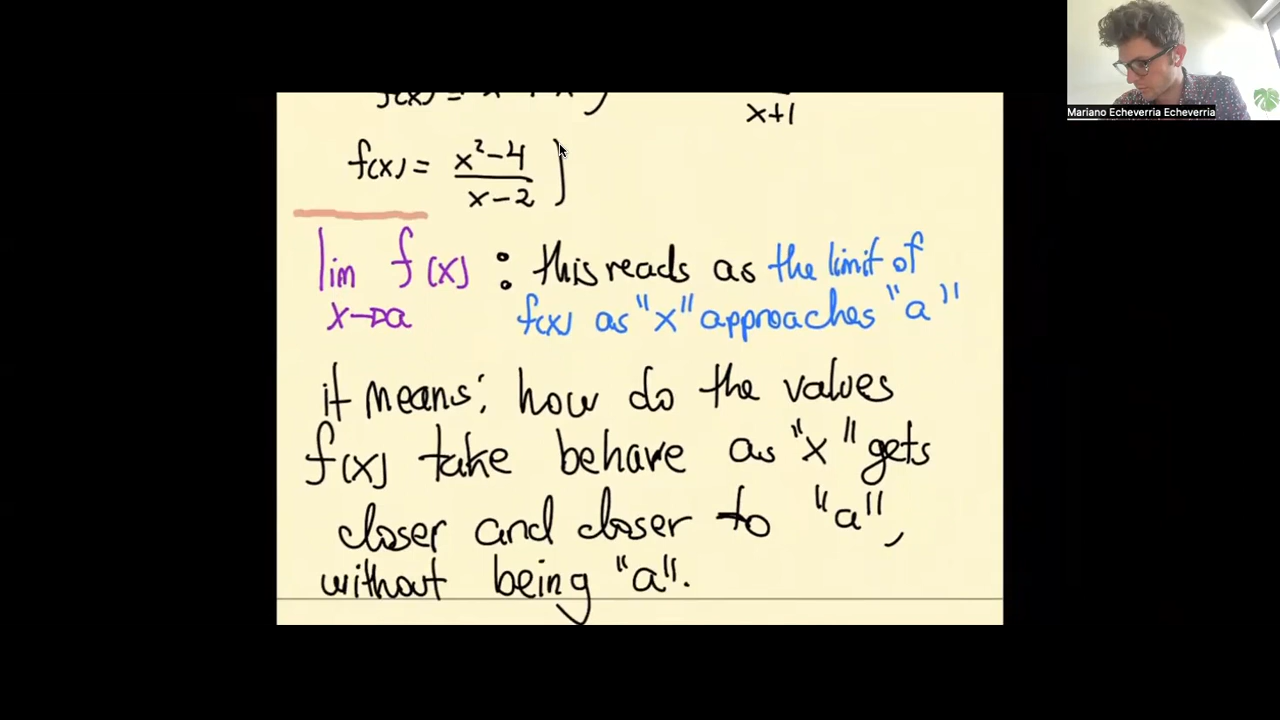 x+1
f(x) = x²-4
x-2
lim f(x) : this reads as the limit of
x→a f(x) as "x" approaches "a"
it means: how do the values
f(x) take behave as "x" gets
closer and closer to "a",
without being "a".
Mariano Echeverria Echeverria